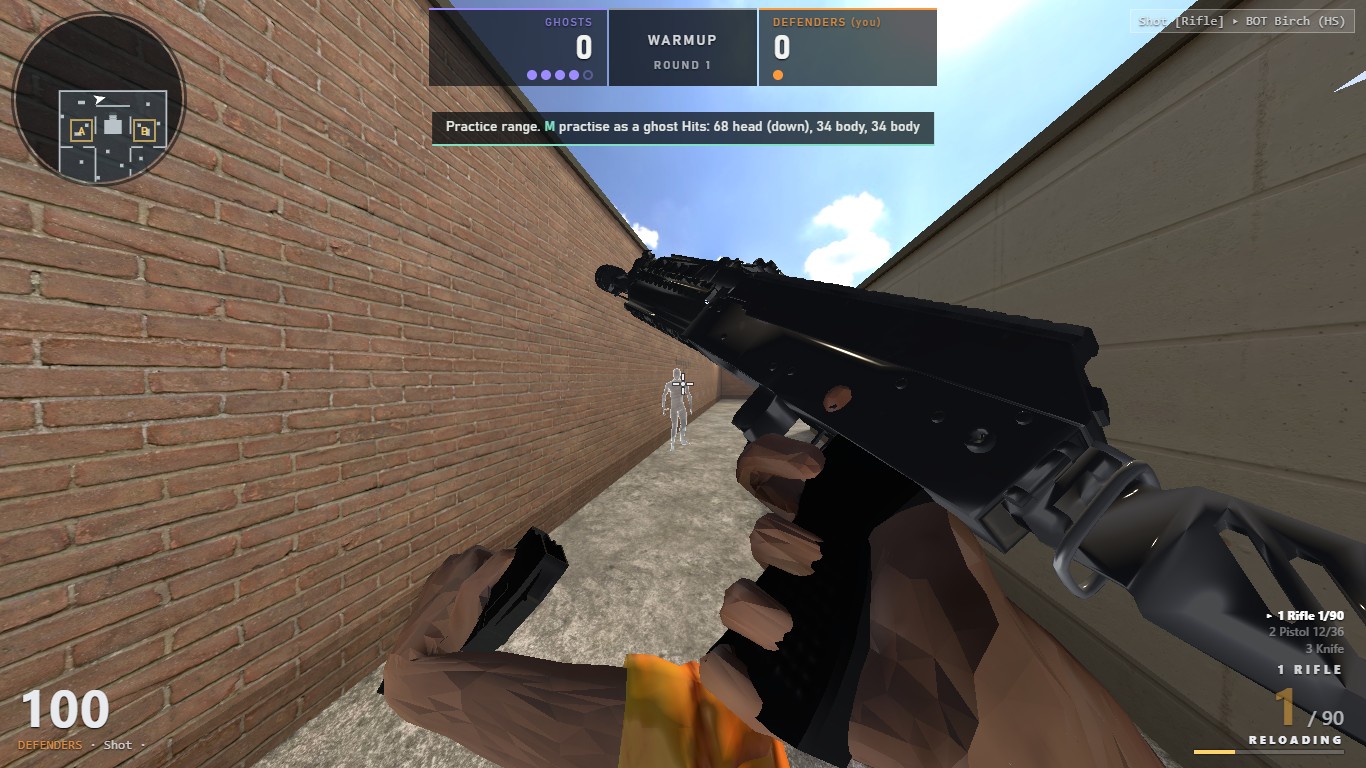 GHOSTS
0
WARMUP
ROUND 1
DEFENDERS (you)
0
Shot [Rifle] ▸ BOT Birch (HS)
A
B
Practice range. M practise as a ghost Hits: 68 head (down), 34 body, 34 body
▸ 1 Rifle 1/90
2 Pistol 12/36
3 Knife
1 RIFLE
1 / 90
RELOADING
100
DEFENDERS · Shot ·